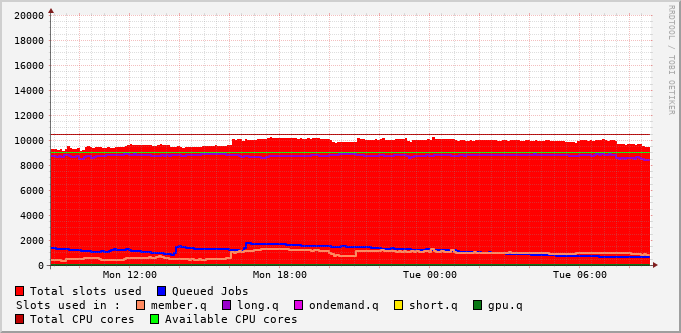 RRDTOOL / TOBI OETIKER
20000
18000
16000
14000
12000
10000
8000
6000
4000
2000
0
Mon 12:00 Mon 18:00 Tue 00:00 Tue 06:00
Total slots used Queued Jobs
Slots used in : member.q long.q ondemand.q short.q gpu.q
Total CPU cores Available CPU cores